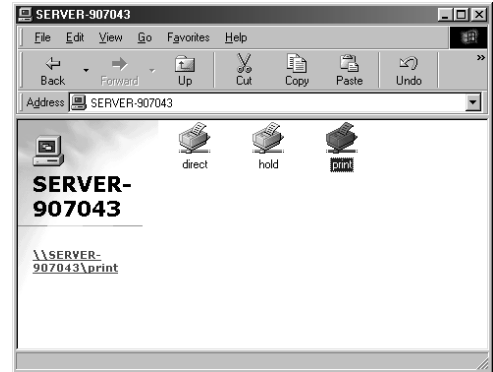 SERVER-907043
File Edit View Go Favorites Help
Back Forward Up Cut Copy Paste Undo »
Address SERVER-907043
direct hold print
SERVER-
907043
\\SERVER-
907043\print